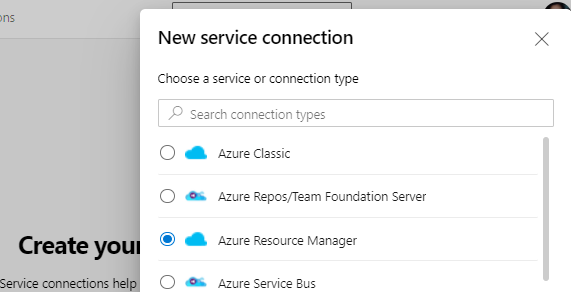 ons
New service connection
Choose a service or connection type
Search connection types
Azure Classic
Azure Repos/Team Foundation Server
Create your
Azure Resource Manager
Service connections help
Azure Service Bus